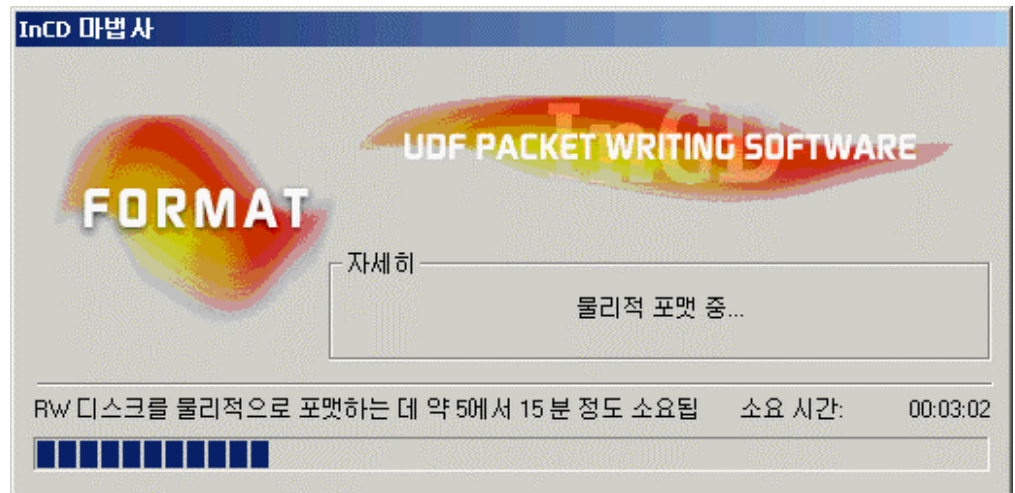 InCD 마법사
InCD
UDF PACKET WRITING SOFTWARE
FORMAT
자세히
물리적 포맷 중...
RW 디스크를 물리적으로 포맷하는 데 약 5에서 15 분 정도 소요됩 소요 시간: 00:03:02